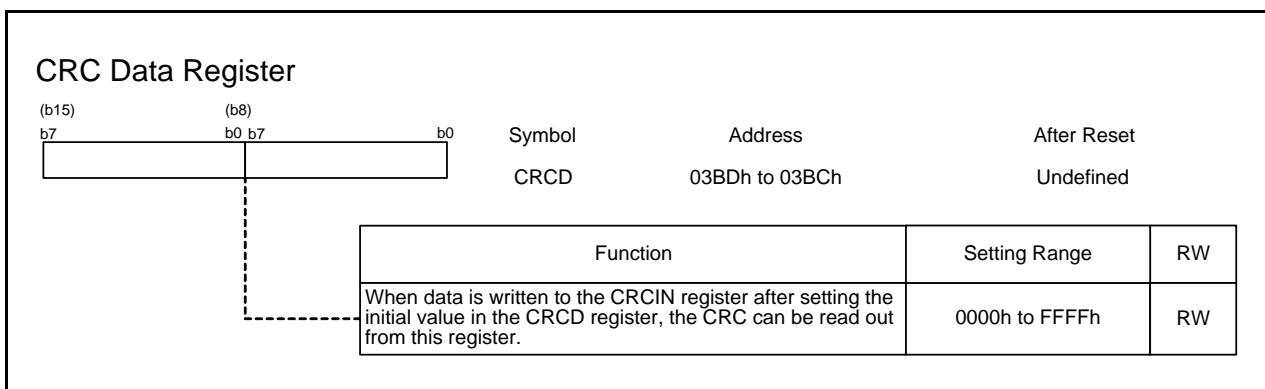 CRC Data Register
(b15) (b8)
b7 b0 b7 b0 Symbol Address After Reset
CRCD 03BDh to 03BCh Undefined
Function Setting Range RW
When data is written to the CRCIN register after setting the
initial value in the CRCD register, the CRC can be read out 0000h to FFFFh RW
from this register.